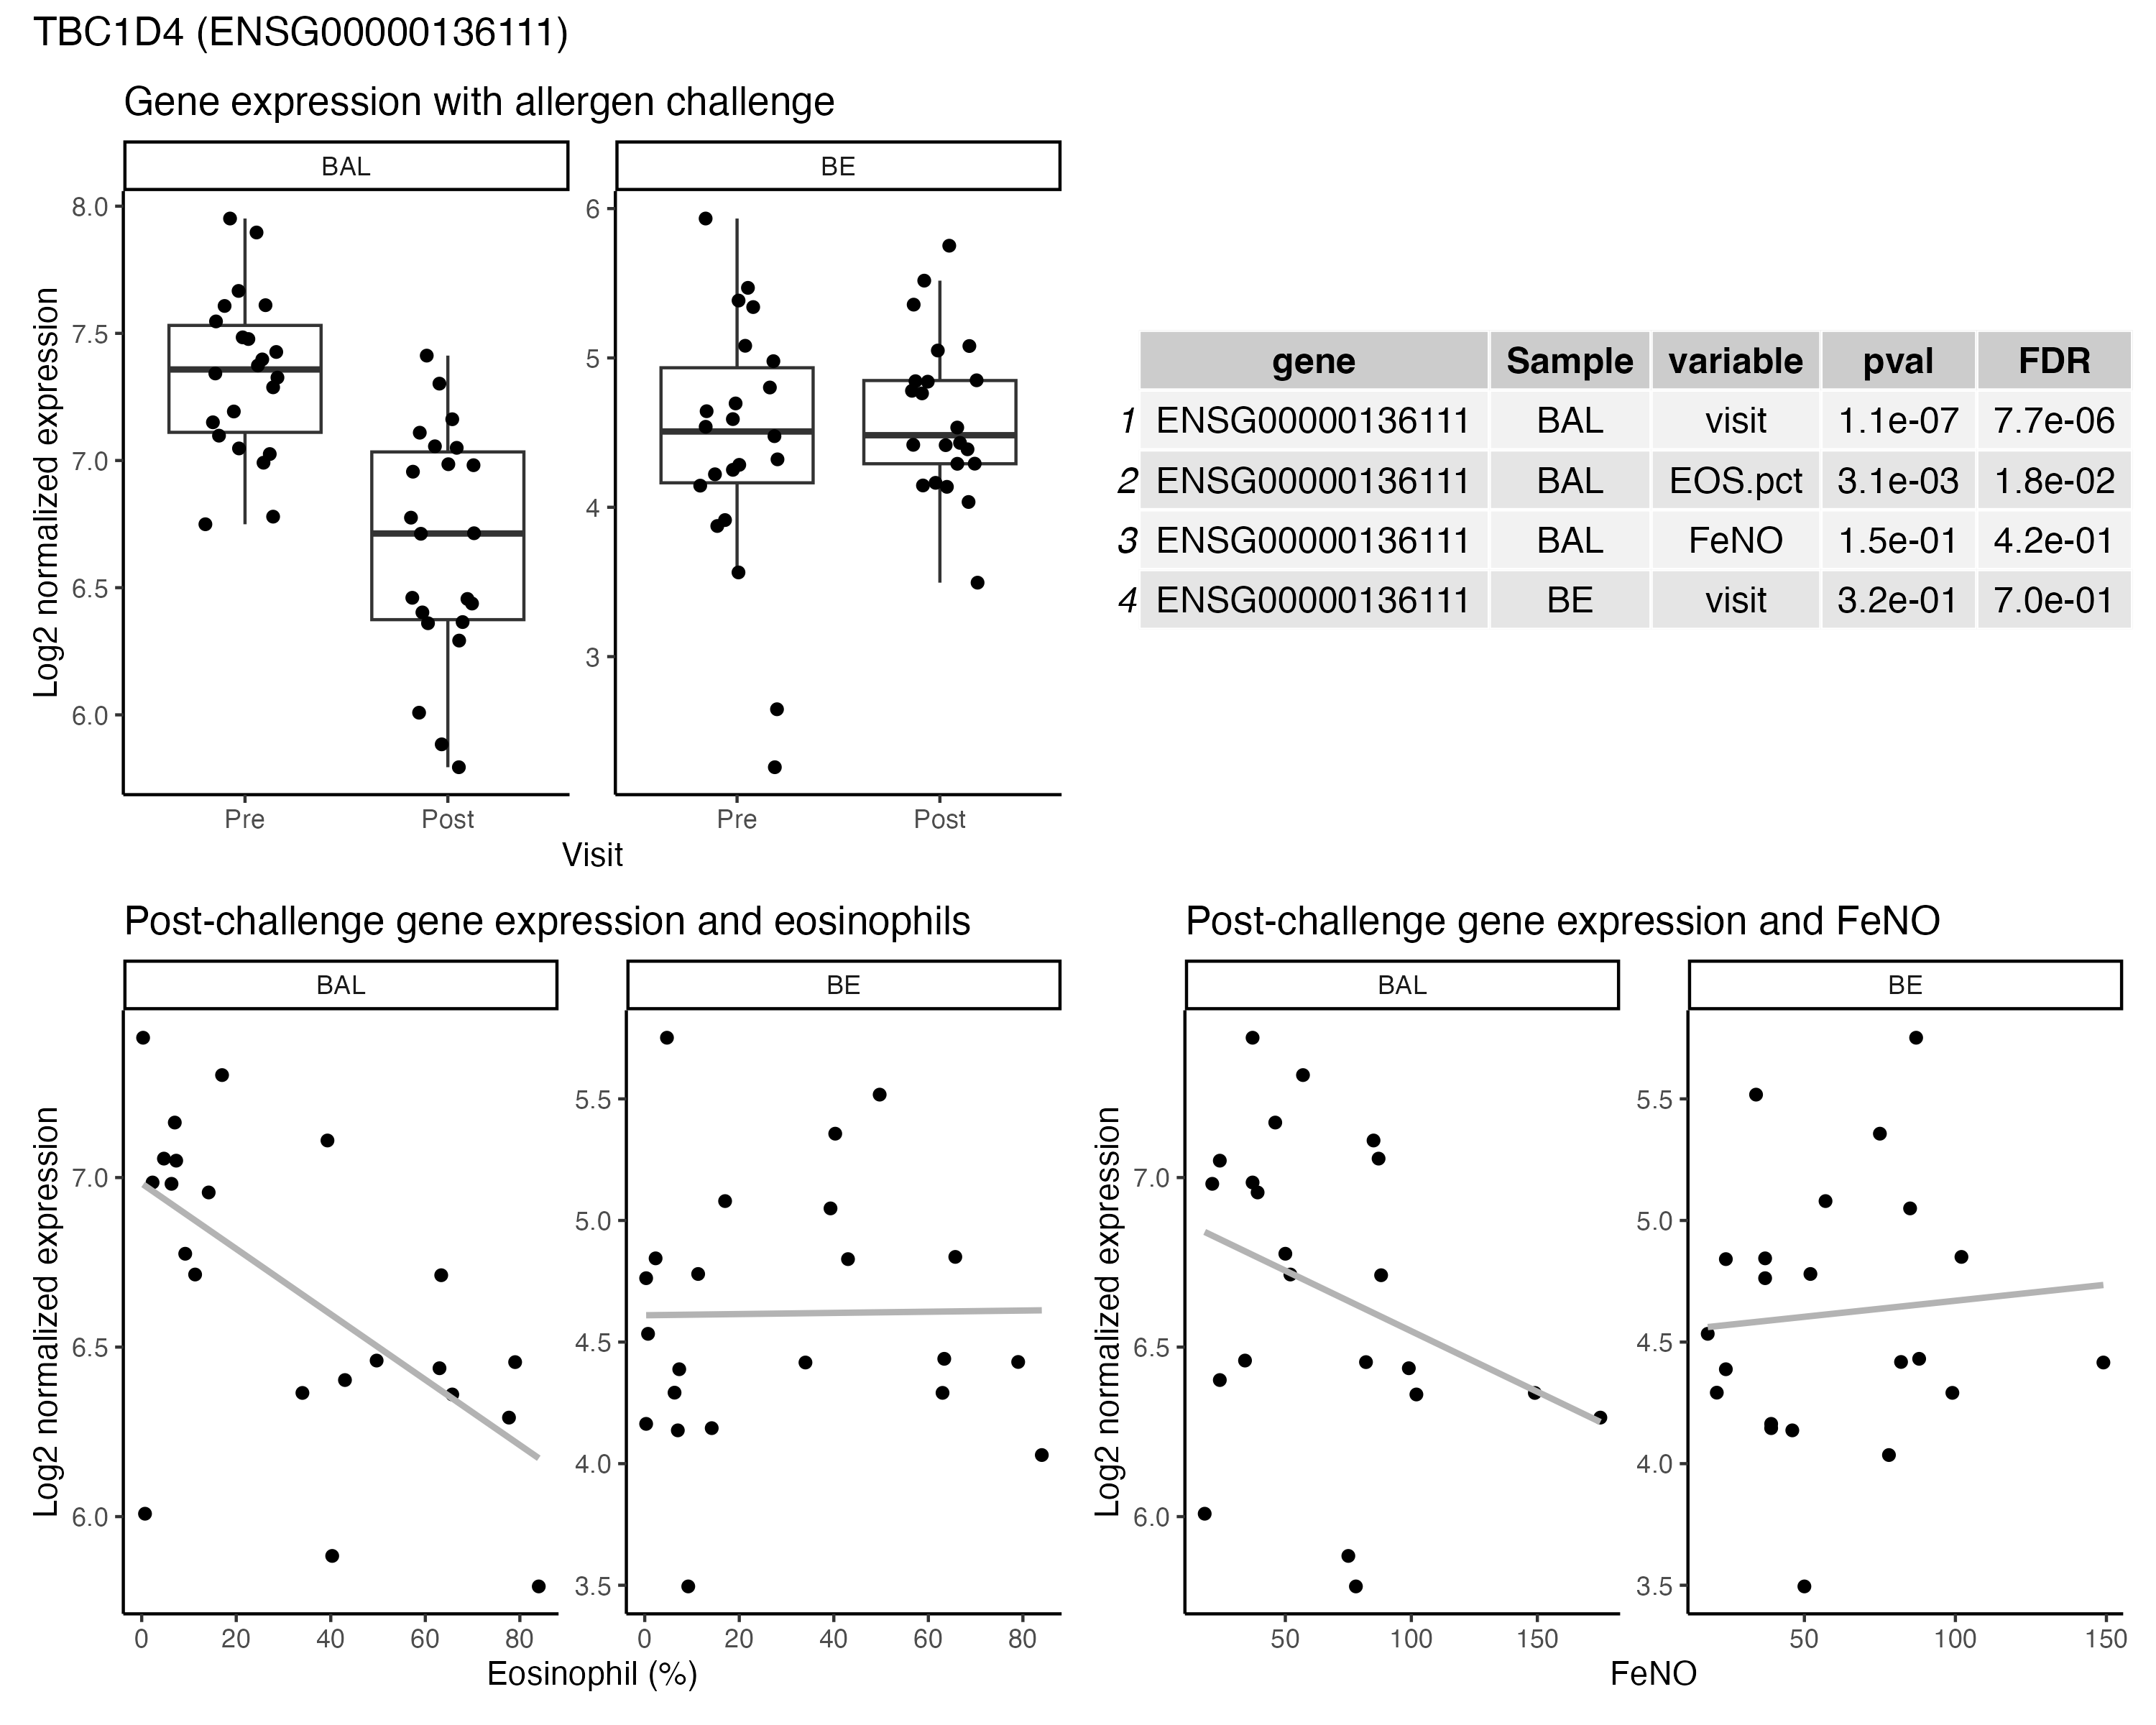 TBC1D4 (ENSG00000136111)
Gene expression with allergen challenge
BAL BE
Log2 normalized expression
8.0
7.5
7.0
6.5
6.0
6
5
4
3
Pre Post Pre Post
Visit
gene Sample variable pval FDR
1 ENSG00000136111 BAL visit 1.1e-07 7.7e-06
2 ENSG00000136111 BAL EOS.pct 3.1e-03 1.8e-02
3 ENSG00000136111 BAL FeNO 1.5e-01 4.2e-01
4 ENSG00000136111 BE visit 3.2e-01 7.0e-01
Post-challenge gene expression and eosinophils
BAL BE
Log2 normalized expression
7.0
6.5
6.0
5.5
5.0
4.5
4.0
3.5
0 20 40 60 80 0 20 40 60 80
Eosinophil (%)
Post-challenge gene expression and FeNO
BAL BE
Log2 normalized expression
7.0
6.5
6.0
5.5
5.0
4.5
4.0
3.5
50 100 150 50 100 150
FeNO